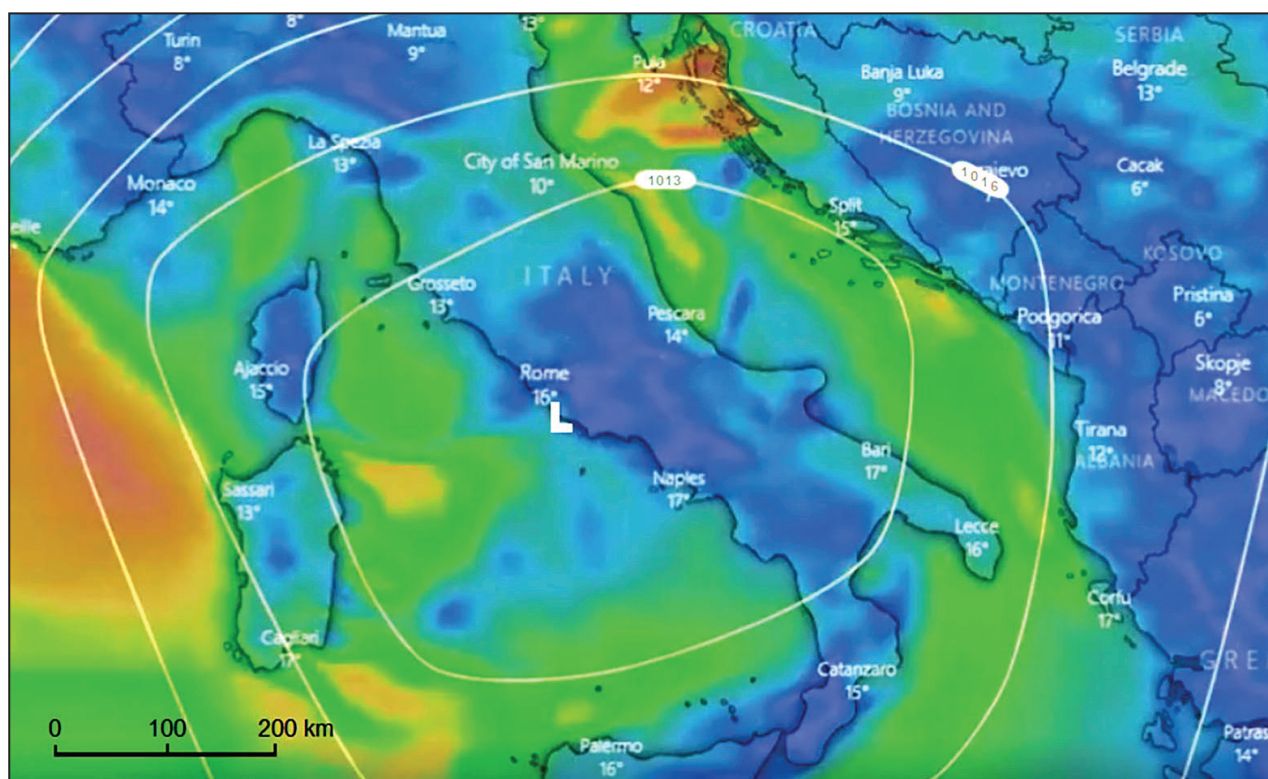 CROATIA
SERBIA
8°
13°
Mantua
9°
Turin
8°
Pula
12°
Banja Luka
9°
Belgrade
13°
BOSNIA AND
HERZEGOVINA
La Spezia
13°
City of San Marino
10°
1013
1016
Cacak
6°
Monaco
14°
Split
15°
KOSOVO
ITALY
MONTENEGRO
Pristina
6°
Grosseto
13°
Pescara
14°
Podgorica
11°
Skopje
8°
Ajaccio
15°
Rome
16°
L
Tirana
12°
ALBANIA
Bari
17°
Sassari
13°
Naples
17°
Lecce
16°
Corfu
17°
Cagliari
17°
Catanzaro
15°
Palermo
16°
Patras
14°
0 100 200 km